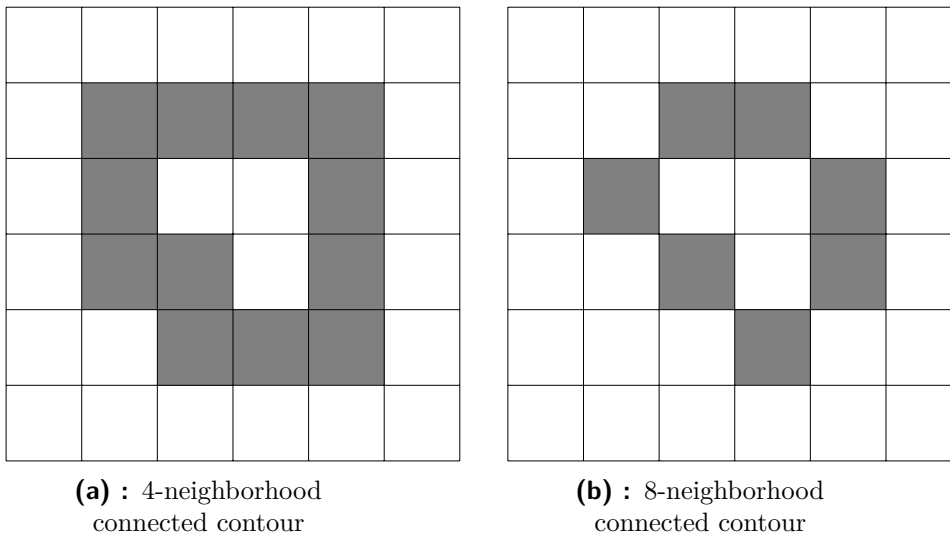 (a) : 4-neighborhood
connected contour
(b) : 8-neighborhood
connected contour